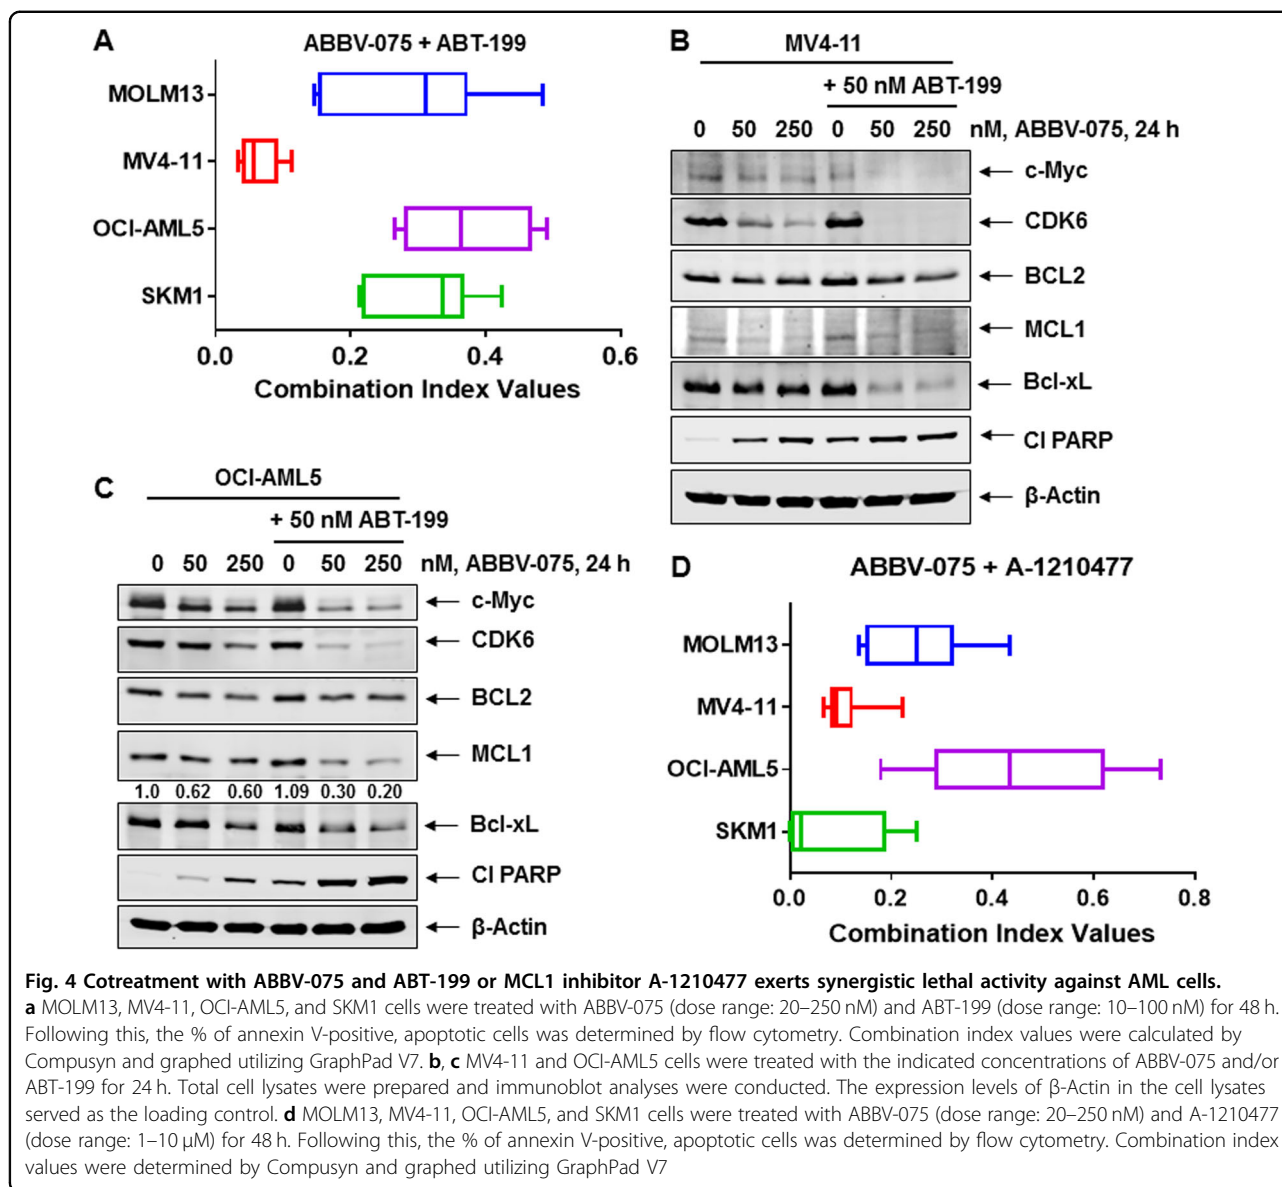 A
ABBV-075 + ABT-199
MOLM13
MV4-11
OCI-AML5
SKM1
0.0 0.2 0.4 0.6
Combination Index Values
B
MV4-11
+ 50 nM ABT-199
0 50 250 0 50 250 nM, ABBV-075, 24 h
c-Myc
CDK6
BCL2
MCL1
Bcl-xL
Cl PARP
β-Actin
C
OCI-AML5
+ 50 nM ABT-199
0 50 250 0 50 250 nM, ABBV-075, 24 h
c-Myc
CDK6
BCL2
MCL1
1.0 0.62 0.60 1.09 0.30 0.20
Bcl-xL
Cl PARP
β-Actin
D
ABBV-075 + A-1210477
MOLM13
MV4-11
OCI-AML5
SKM1
0.0 0.2 0.4 0.6 0.8
Combination Index Values
Fig. 4 Cotreatment with ABBV-075 and ABT-199 or MCL1 inhibitor A-1210477 exerts synergistic lethal activity against AML cells.
a MOLM13, MV4-11, OCI-AML5, and SKM1 cells were treated with ABBV-075 (dose range: 20–250 nM) and ABT-199 (dose range: 10–100 nM) for 48 h.
Following this, the % of annexin V-positive, apoptotic cells was determined by flow cytometry. Combination index values were calculated by
Compusyn and graphed utilizing GraphPad V7. b, c MV4-11 and OCI-AML5 cells were treated with the indicated concentrations of ABBV-075 and/or
ABT-199 for 24 h. Total cell lysates were prepared and immunoblot analyses were conducted. The expression levels of β-Actin in the cell lysates
served as the loading control. d MOLM13, MV4-11, OCI-AML5, and SKM1 cells were treated with ABBV-075 (dose range: 20–250 nM) and A-1210477
(dose range: 1–10 μM) for 48 h. Following this, the % of annexin V-positive, apoptotic cells was determined by flow cytometry. Combination index
values were determined by Compusyn and graphed utilizing GraphPad V7